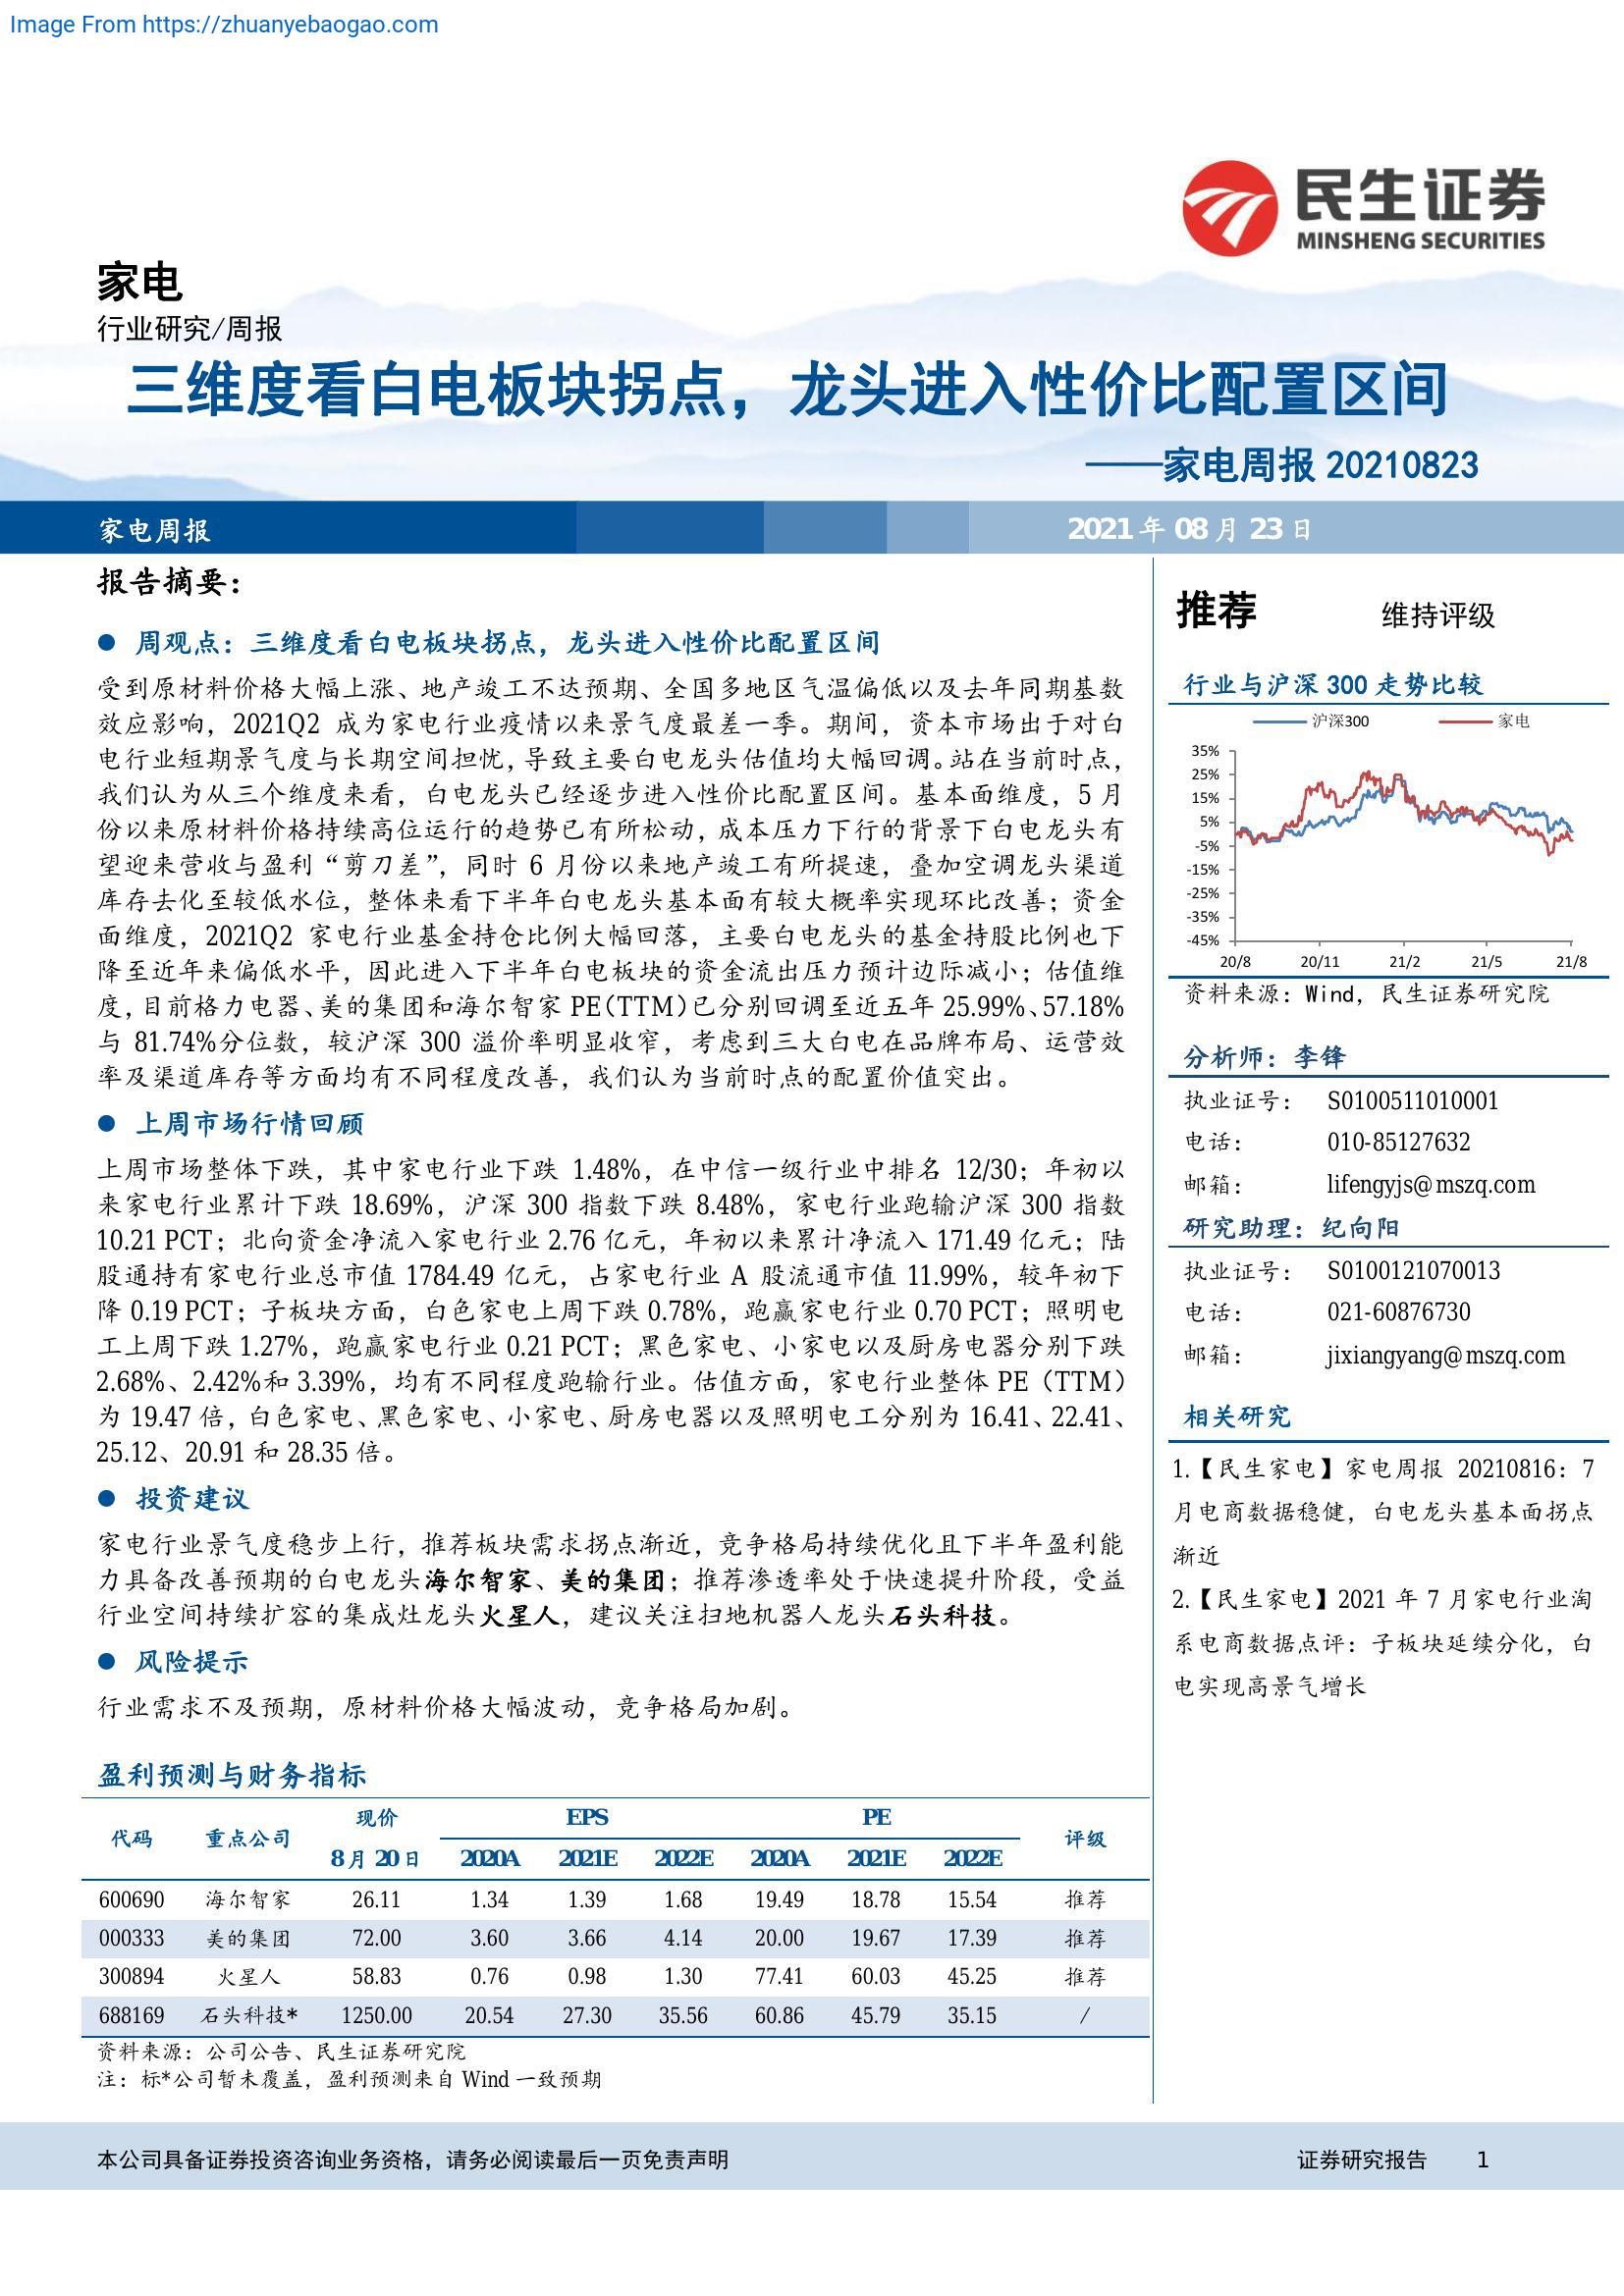 Image From https://zhuanyebaogao.com
民生证券
MINSHENG SECURITIES
家电
行业研究/周报
三维度看白电板块拐点，龙头进入性价比配置区间
——家电周报 20210823
家电周报
2021 年 08 月 23 日
报告摘要：
● 周观点：三维度看白电板块拐点，龙头进入性价比配置区间
受到原材料价格大幅上涨、地产竣工不达预期、全国多地区气温偏低以及去年同期基数
效应影响，2021Q2 成为家电行业疫情以来景气度最差一季。期间，资本市场出于对白
电行业短期景气度与长期空间担忧，导致主要白电龙头估值均大幅回调。站在当前时点，
我们认为从三个维度来看，白电龙头已经逐步进入性价比配置区间。基本面维度，5 月
份以来原材料价格持续高位运行的趋势已有所松动，成本压力下行的背景下白电龙头有
望迎来营收与盈利“剪刀差”，同时 6 月份以来地产竣工有所提速，叠加空调龙头渠道
库存去化至较低水位，整体来看下半年白电龙头基本面有较大概率实现环比改善；资金
面维度，2021Q2 家电行业基金持仓比例大幅回落，主要白电龙头的基金持股比例也下
降至近年来偏低水平，因此进入下半年白电板块的资金流出压力预计边际减小；估值维
度，目前格力电器、美的集团和海尔智家 PE（TTM）已分别回调至近五年 25.99%、57.18%
与 81.74%分位数，较沪深 300 溢价率明显收窄，考虑到三大白电在品牌布局、运营效
率及渠道库存等方面均有不同程度改善，我们认为当前时点的配置价值突出。
● 上周市场行情回顾
上周市场整体下跌，其中家电行业下跌 1.48%，在中信一级行业中排名 12/30；年初以
来家电行业累计下跌 18.69%，沪深 300 指数下跌 8.48%，家电行业跑输沪深 300 指数
10.21 PCT；北向资金净流入家电行业 2.76 亿元，年初以来累计净流入 171.49 亿元；陆
股通持有家电行业总市值 1784.49 亿元，占家电行业 A 股流通市值 11.99%，较年初下
降 0.19 PCT；子板块方面，白色家电上周下跌 0.78%，跑赢家电行业 0.70 PCT；照明电
工上周下跌 1.27%，跑赢家电行业 0.21 PCT；黑色家电、小家电以及厨房电器分别下跌
2.68%、2.42%和 3.39%，均有不同程度跑输行业。估值方面，家电行业整体 PE（TTM）
为 19.47 倍，白色家电、黑色家电、小家电、厨房电器以及照明电工分别为 16.41、22.41、
25.12、20.91 和 28.35 倍。
● 投资建议
家电行业景气度稳步上行，推荐板块需求拐点渐近，竞争格局持续优化且下半年盈利能
力具备改善预期的白电龙头海尔智家、美的集团；推荐渗透率处于快速提升阶段，受益
行业空间持续扩容的集成灶龙头火星人，建议关注扫地机器人龙头石头科技。
● 风险提示
行业需求不及预期，原材料价格大幅波动，竞争格局加剧。
盈利预测与财务指标
代码 重点公司 现价 EPS PE 评级
8 月 20 日 2020A 2021E 2022E 2020A 2021E 2022E
600690 海尔智家 26.11 1.34 1.39 1.68 19.49 18.78 15.54 推荐
000333 美的集团 72.00 3.60 3.66 4.14 20.00 19.67 17.39 推荐
300894 火星人 58.83 0.76 0.98 1.30 77.41 60.03 45.25 推荐
688169 石头科技* 1250.00 20.54 27.30 35.56 60.86 45.79 35.15 /
资料来源：公司公告、民生证券研究院
注：标*公司暂未覆盖，盈利预测来自 Wind 一致预期
推荐 维持评级
行业与沪深 300 走势比较
沪深300 家电
35%
25%
15%
5%
-5%
-15%
-25%
-35%
-45%
20/8 20/11 21/2 21/5 21/8
资料来源：Wind，民生证券研究院
分析师：李锋
执业证号： S0100511010001
电话： 010-85127632
邮箱： lifengyjs@mszq.com
研究助理：纪向阳
执业证号： S0100121070013
电话： 021-60876730
邮箱： jixiangyang@mszq.com
相关研究
1.【民生家电】家电周报 20210816：7
月电商数据稳健，白电龙头基本面拐点
渐近
2.【民生家电】2021 年 7 月家电行业淘
系电商数据点评：子板块延续分化，白
电实现高景气增长
本公司具备证券投资咨询业务资格，请务必阅读最后一页免责声明
证券研究报告 1